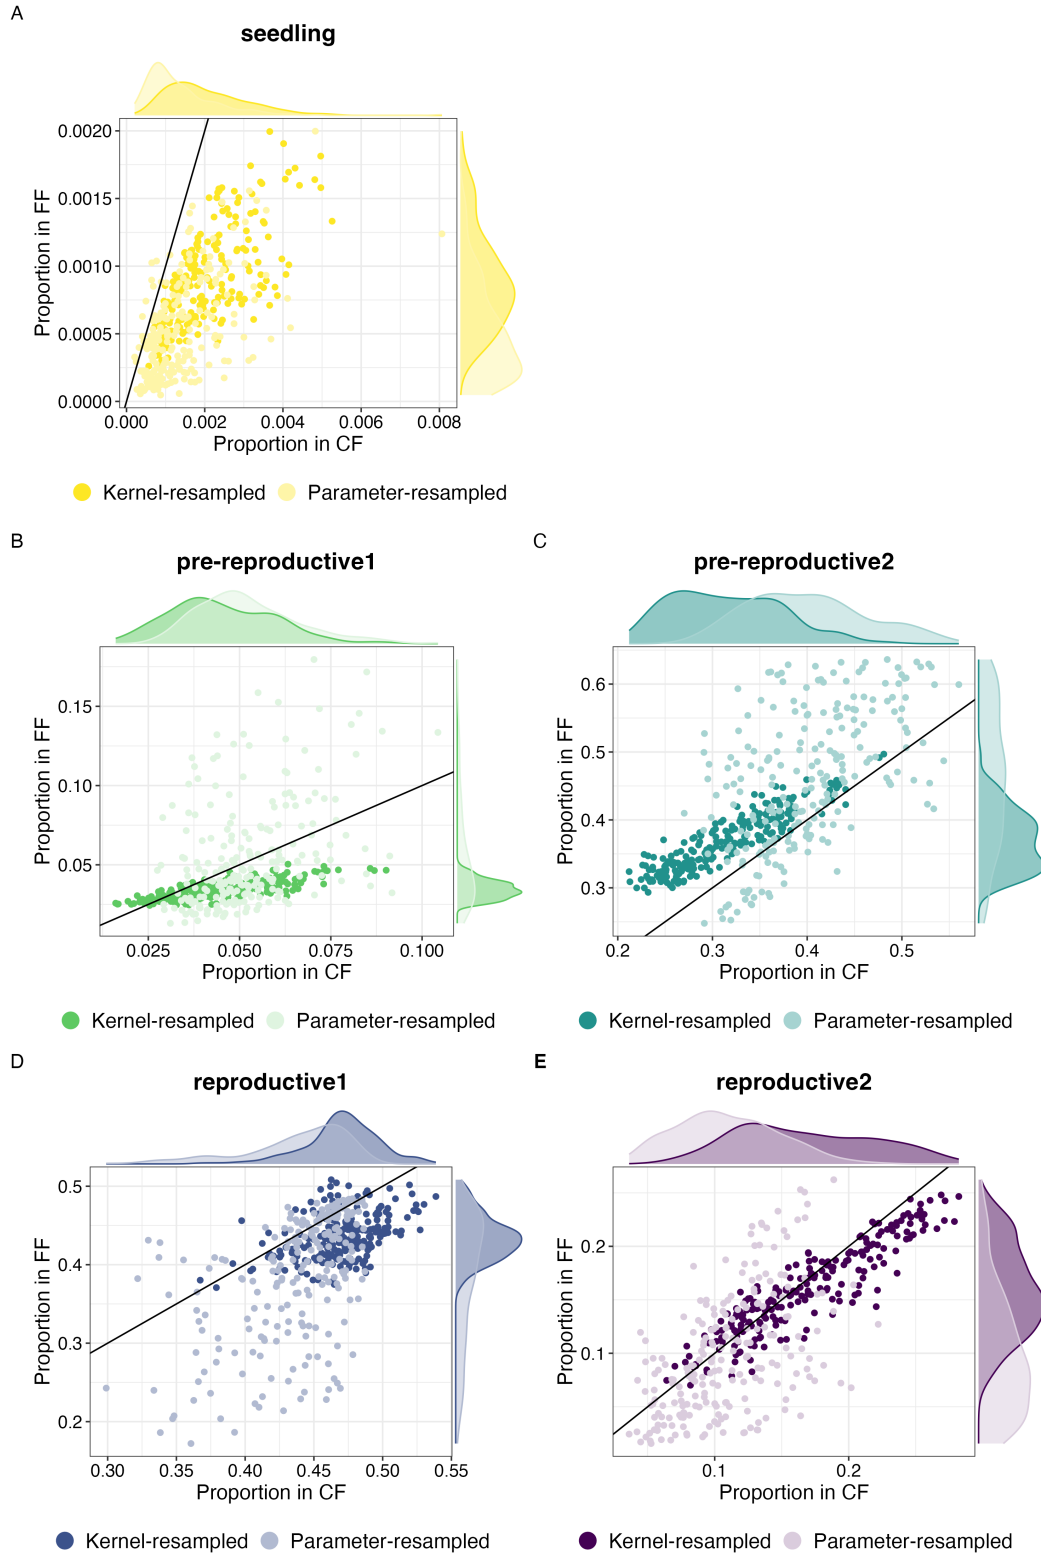 A
seedling
0.0020
0.0015
0.0010
0.0005
0.0000
Proportion in FF
0.000 0.002 0.004 0.006 0.008
Proportion in CF
Kernel-resampled Parameter-resampled
B
pre-reproductive1
0.15
0.10
0.05
Proportion in FF
0.025 0.050 0.075 0.100
Proportion in CF
Kernel-resampled Parameter-resampled
C
pre-reproductive2
0.6
0.5
0.4
0.3
Proportion in FF
0.2 0.3 0.4 0.5
Proportion in CF
Kernel-resampled Parameter-resampled
D
reproductive1
0.5
0.4
0.3
0.2
Proportion in FF
0.30 0.35 0.40 0.45 0.50 0.55
Proportion in CF
Kernel-resampled Parameter-resampled
E
reproductive2
0.2
0.1
Proportion in FF
0.1 0.2
Proportion in CF
Kernel-resampled Parameter-resampled